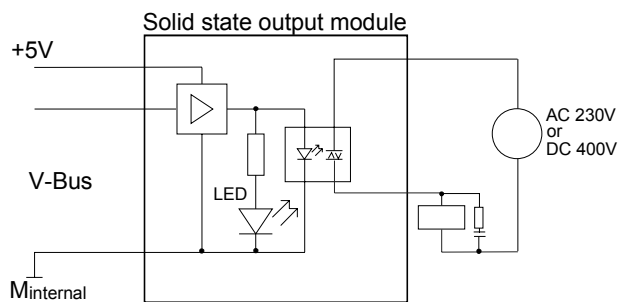 Solid state output module
+5V
AC 230V
or
DC 400V
V-Bus
LED
Minternal